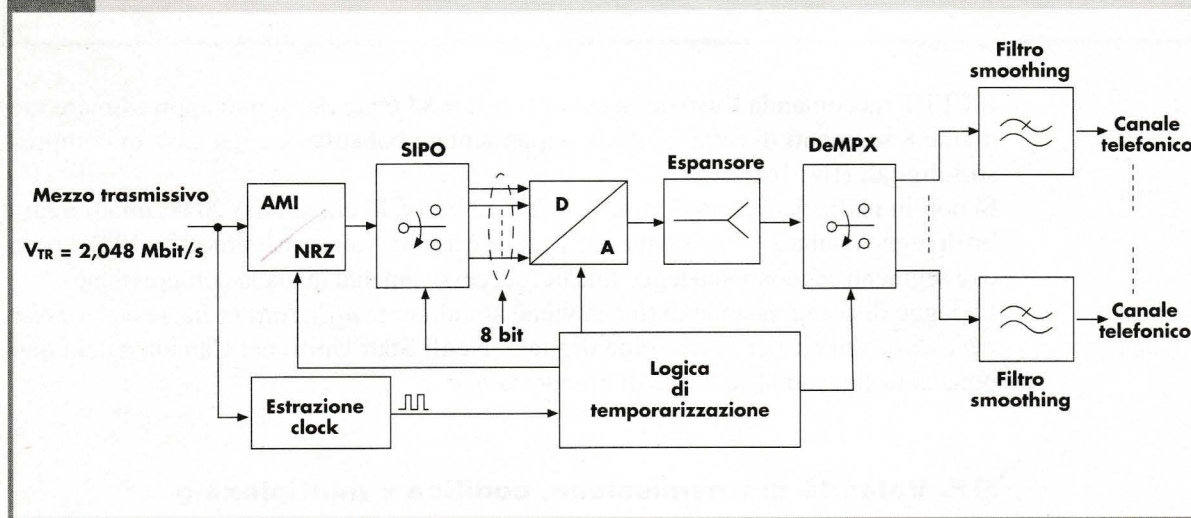 Filtro
smoothing
Canale
telefonico
SIPO
Espansore
DeMPX
Mezzo trasmissivo
AMI
NRZ
D
A
V_TR = 2,048 Mbit/s
8 bit
Canale
telefonico
Filtro
smoothing
Estrazione
clock
Logica
di
temporarizzazione